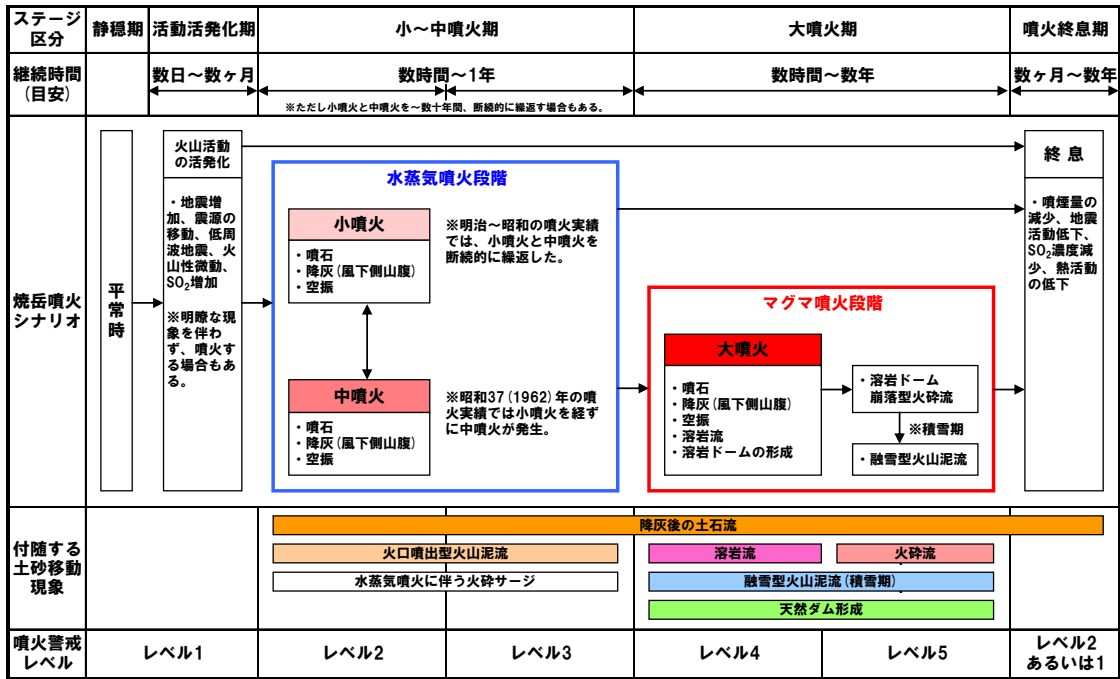 ステージ
区分
静穏期
活動活発化期
小～中噴火期
大噴火期
噴火終息期
継続時間
(目安)
数日～数ヶ月
数時間～1年
数時間～数年
数ヶ月～数年
※ただし小噴火と中噴火を～数十年間、断続的に繰返す場合もある。
焼岳噴火
シナリオ
平常時
火山活動
の活発化
・地震増
加、震源の
移動、低周
波地震、火
山性微動、
SO2増加
※明瞭な現
象を伴わ
ず、噴火す
る場合もあ
る。
水蒸気噴火段階
小噴火
・噴石
・降灰(風下側山腹)
・空振
※明治～昭和の噴火実績
では、小噴火と中噴火を
断続的に繰返した。
中噴火
・噴石
・降灰(風下側山腹)
・空振
※昭和37(1962)年の噴
火実績では小噴火を経ず
に中噴火が発生。
マグマ噴火段階
大噴火
・噴石
・降灰(風下側山腹)
・空振
・溶岩流
・溶岩ドームの形成
・溶岩ドーム
崩落型火砕流
※積雪期
・融雪型火山泥流
終 息
・噴煙量の
減少、地震
活動低下、
SO2濃度減
少、熱活動
の低下
付随する
土砂移動
現象
降灰後の土石流
火口噴出型火山泥流
溶岩流
火砕流
水蒸気噴火に伴う火砕サージ
融雪型火山泥流(積雪期)
天然ダム形成
噴火警戒
レベル
レベル1
レベル2
レベル3
レベル4
レベル5
レベル2
あるいは1